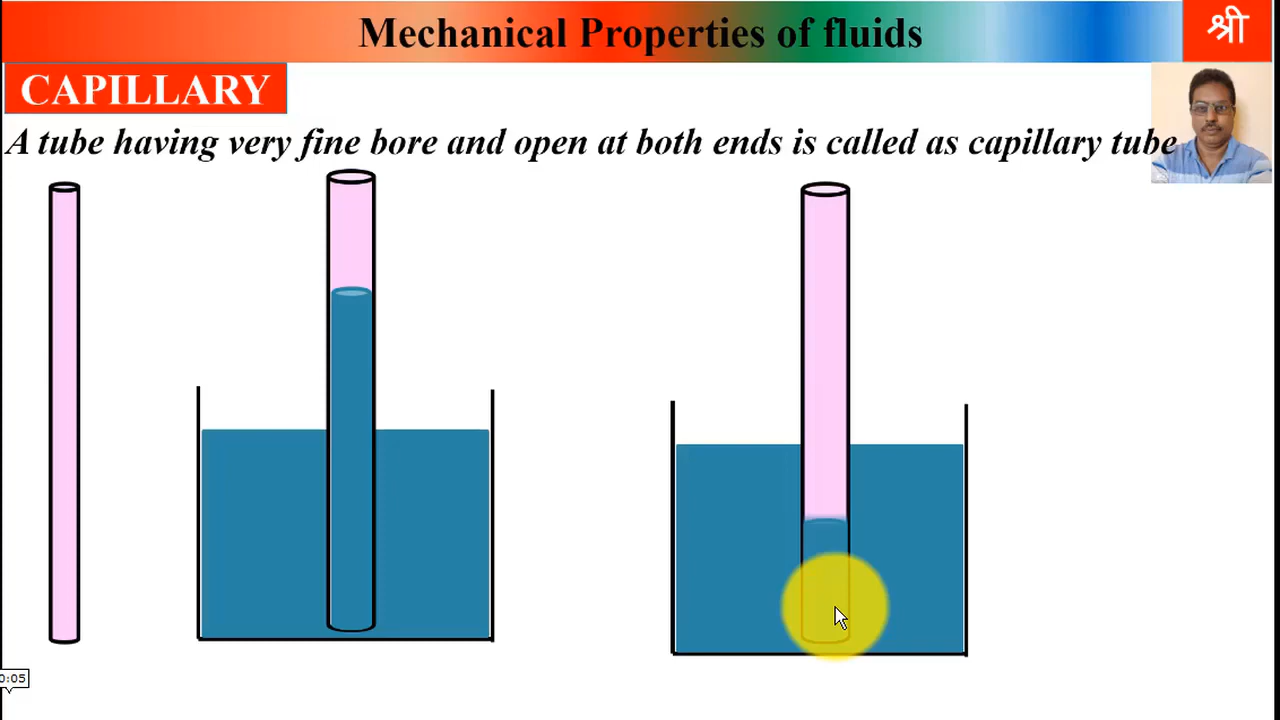 Mechanical Properties of fluids
श्री
CAPILLARY
A tube having very fine bore and open at both ends is called as capillary tube
0:05